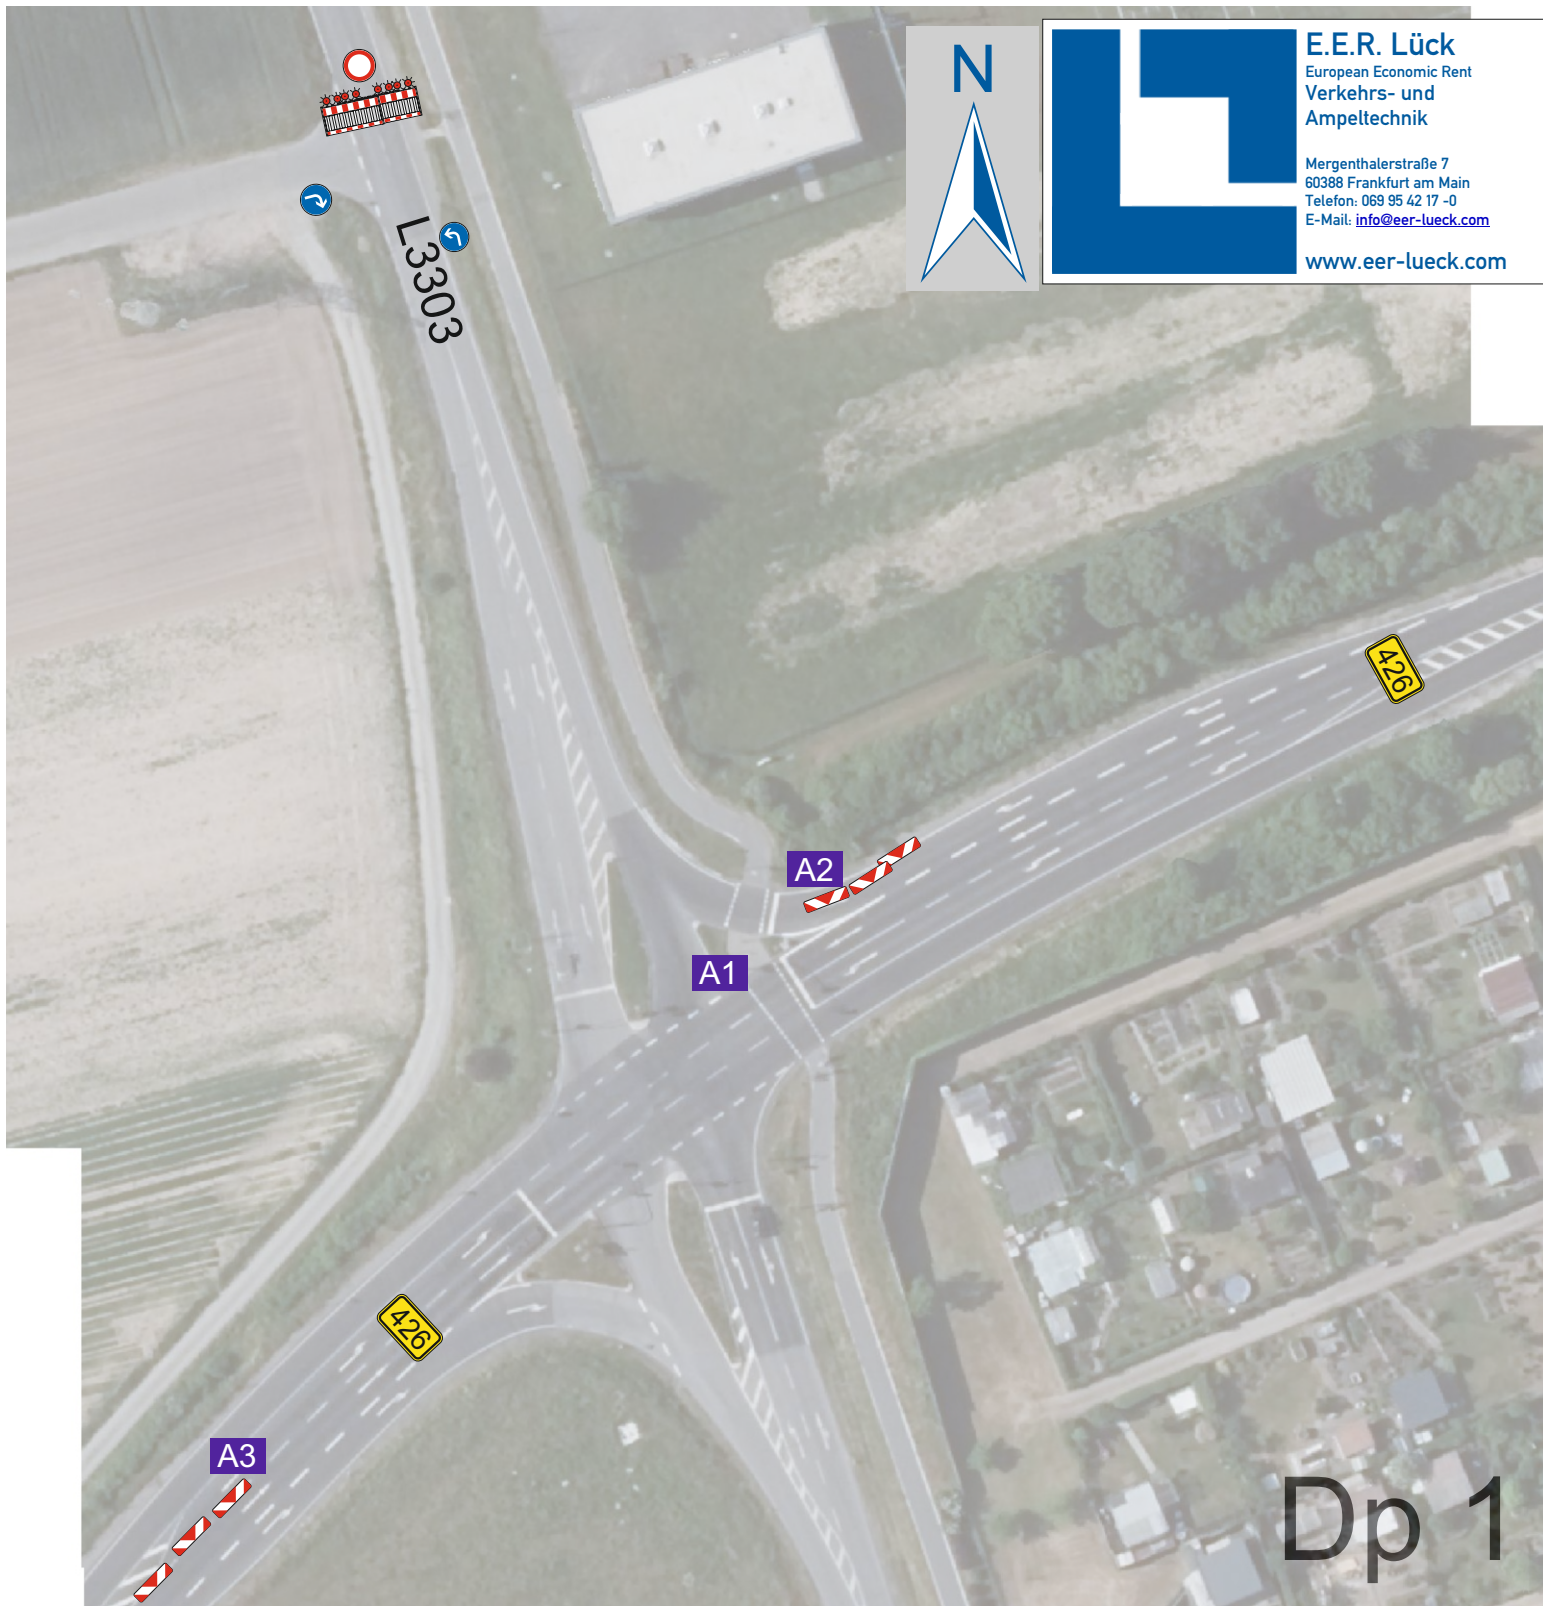 N
E.E.R. Lück
European Economic Rent
Verkehrs- und
Ampeltechnik
Mergenthalerstraße 7
60388 Frankfurt am Main
Telefon: 069 95 42 17 -0
E-Mail: info@eer-lueck.com
www.eer-lueck.com
L3303
426
A2
A1
426
A3
Dp 1